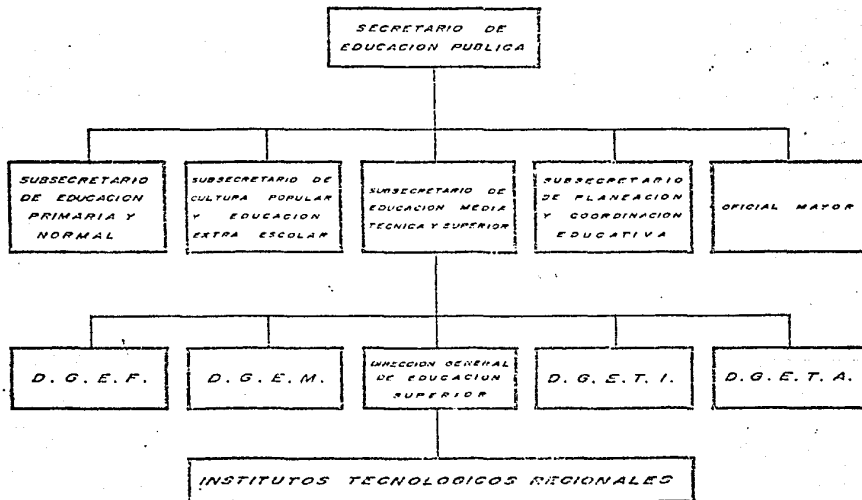 SECRETARIO DE
EDUCACION PUBLICA
SUBSECRETARIO
DE EDUCACION
PRIMARIA Y
NORMAL
SUBSECRETARIO DE
CULTURA POPULAR
Y EDUCACION
EXTRA ESCOLAR
SUBSECRETARIO DE
EDUCACION MEDIA
TECNICA Y SUPERIOR
SUBSECRETARIO
DE PLANEACION
Y COORDINACION
EDUCATIVA
OFICIAL MAYOR
D. G. E. F.
D. G. E. M.
DIRECCION GENERAL
DE EDUCACION
SUPERIOR
D. G. E. T. I.
D. G. E. T. A.
INSTITUTOS TECNOLOGICOS REGIONALES